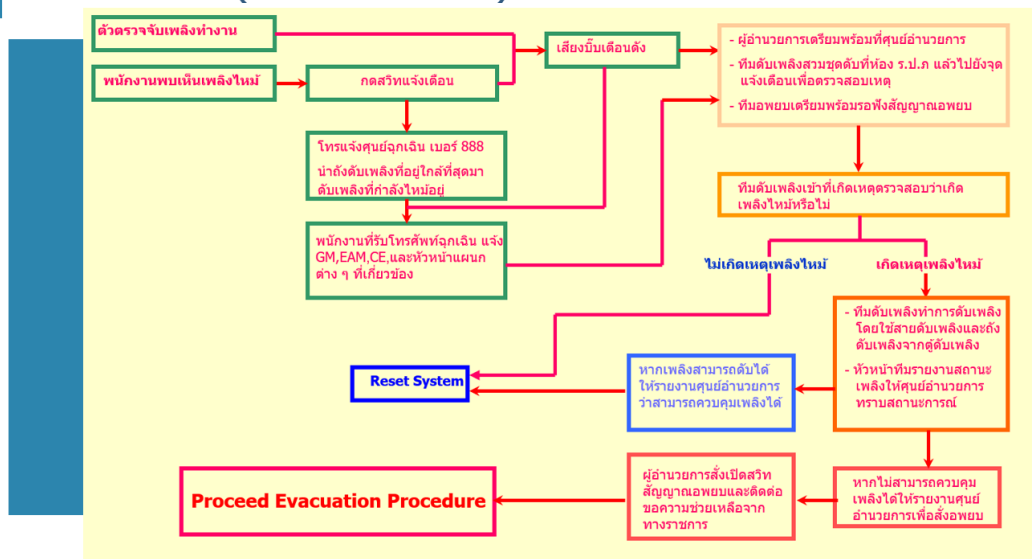 ตัวตรวจจับเพลิงทำงาน
พนักงานพบเห็นเพลิงไหม้
กดสวิทแจ้งเตือน
เสียงบี๊บเตือนดัง
- ผู้อำนวยการเตรียมพร้อมที่ศูนย์อำนวยการ
- ทีมดับเพลิงสวมชุดดับที่ห้อง ร.ป.ภ แล้วไปยังจุด
แจ้งเตือนเพื่อตรวจสอบเหตุ
- ทีมอพยบเตรียมพร้อมรอฟังสัญญาณอพยบ
โทรแจ้งศูนย์ฉุกเฉิน เบอร์ 888
นำถังดับเพลิงที่อยู่ใกล้ที่สุดมา
ดับเพลิงที่กำลังไหม้อยู่
พนักงานที่รับโทรศัพท์ฉุกเฉิน แจ้ง
GM,EAM,CE,และหัวหน้าแผนก
ต่าง ๆ ที่เกี่ยวข้อง
ทีมดับเพลิงเข้าที่เกิดเหตุตรวจสอบว่าเกิด
เพลิงไหม้หรือไม่
ไม่เกิดเหตุเพลิงไหม้
เกิดเหตุเพลิงไหม้
- ทีมดับเพลิงทำการดับเพลิง
โดยใช้สายดับเพลิงและถัง
ดับเพลิงจากตู้ดับเพลิง
- หัวหน้าทีมรายงานสถานะ
เพลิงให้ศูนย์อำนวยการ
ทราบสถานะการณ์
หากเพลิงสามารถดับได้
ให้รายงานศูนย์อำนวยการ
ว่าสามารถควบคุมเพลิงได้
Reset System
หากไม่สามารถควบคุม
เพลิงได้ให้รายงานศูนย์
อำนวยการเพื่อสั่งอพยบ
ผู้อำนวยการสั่งเปิดสวิท
สัญญาณอพยบและติดต่อ
ขอความช่วยเหลือจาก
ทางราชการ
Proceed Evacuation Procedure